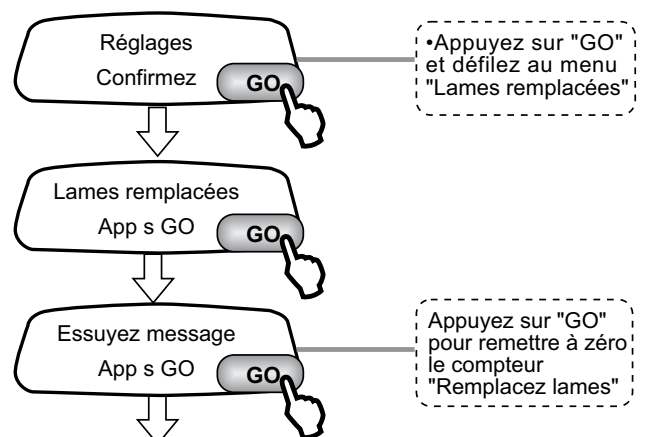 Réglages
Confirmez
GO
•Appuyez sur "GO"
et défilez au menu
"Lames remplacées"
Lames remplacées
App s GO
GO
Essuyez message
App s GO
GO
Appuyez sur "GO"
pour remettre à zéro
le compteur
"Remplacez lames"